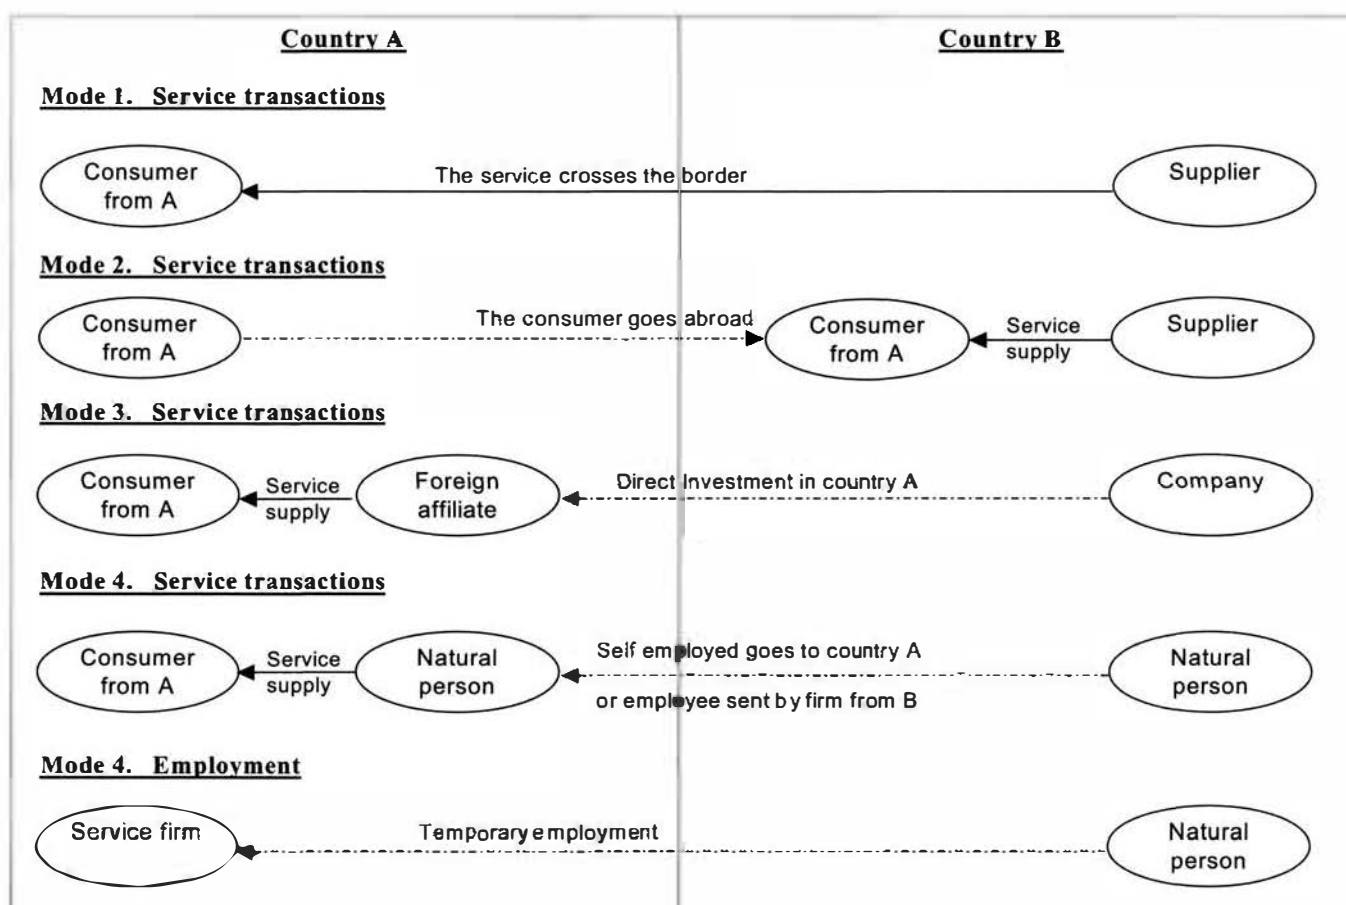 Country A
Country B
Mode 1. Service transactions
Consumer
from A
The service crosses the border
Supplier
Mode 2. Service transactions
Consumer
from A
The consumer goes abroad
Consumer
from A
Service
supply
Supplier
Mode 3. Service transactions
Consumer
from A
Service
supply
Foreign
affiliate
Direct Investment in country A
Company
Mode 4. Service transactions
Consumer
from A
Service
supply
Natural
person
Self employed goes to country A
or employee sent by firm from B
Natural
person
Mode 4. Employment
Service firm
Temporary employment
Natural
person